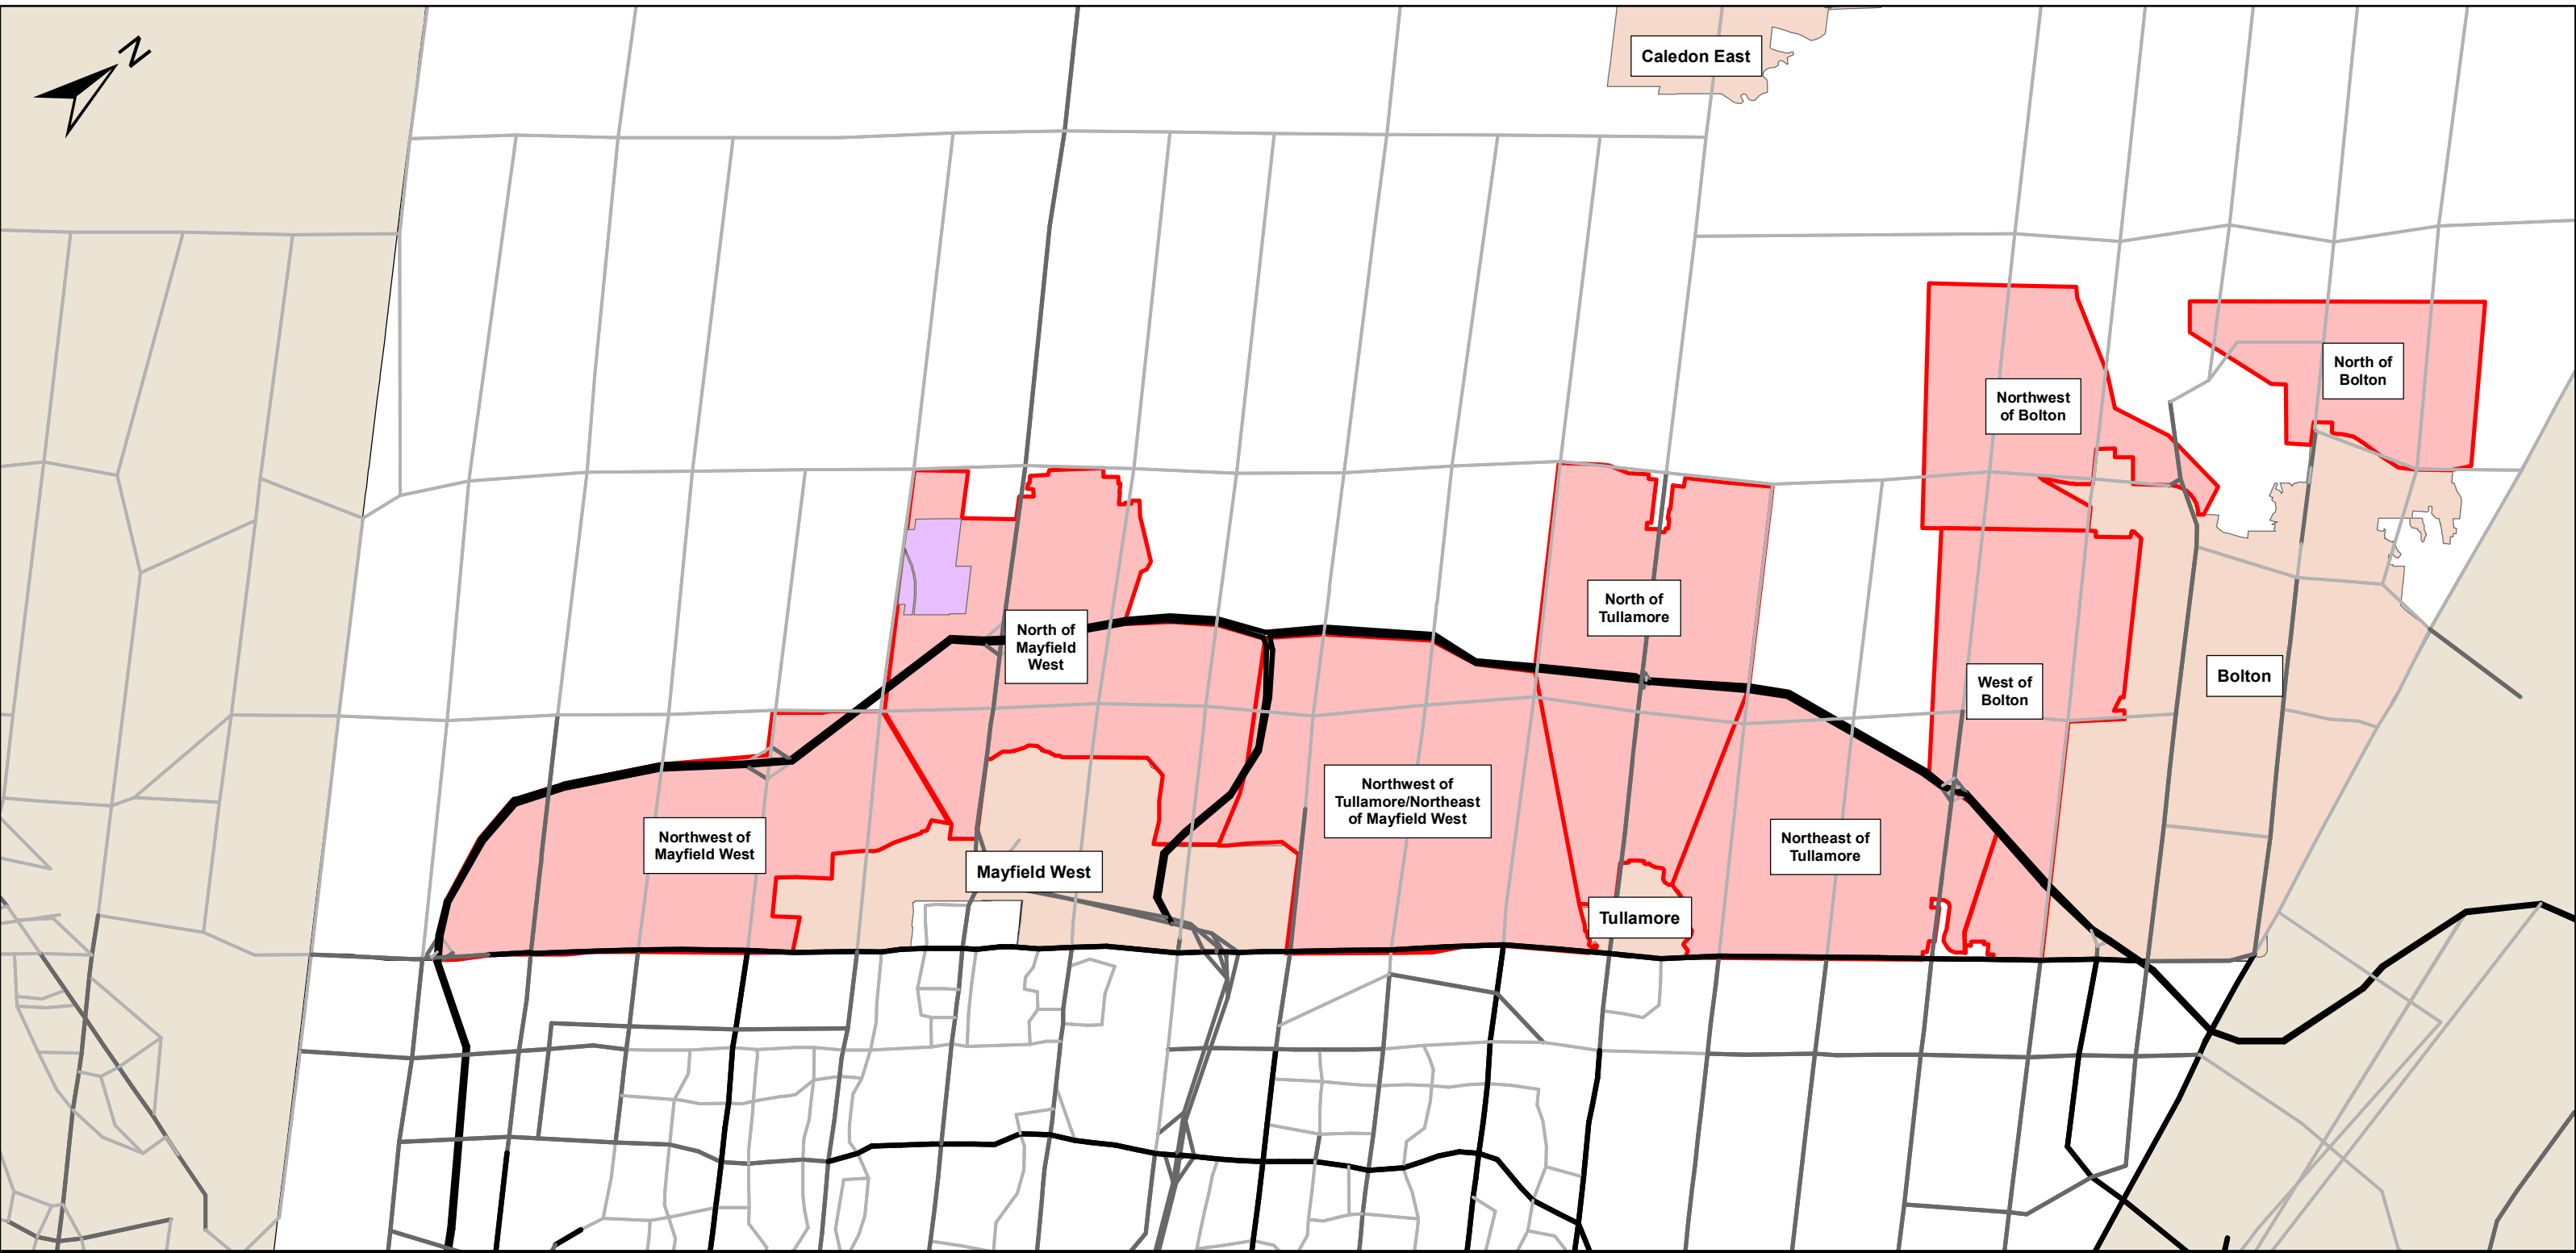 N
Caledon East
North of
Bolton
Northwest
of Bolton
North of
Tullamore
North of
Mayfield
West
West of
Bolton
Bolton
Northwest of
Tullamore/Northeast
of Mayfield West
Northwest of
Mayfield West
Northeast of
Tullamore
Mayfield West
Tullamore